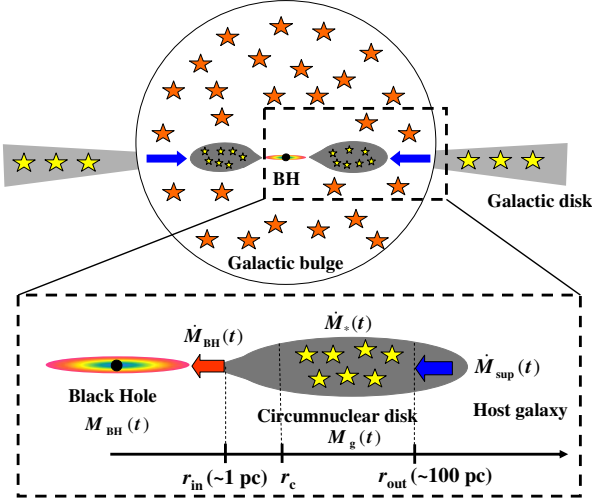 BH
Galactic disk
Galactic bulge
Ṁ_BH(t)
Ṁ_*(t)
Ṁ_sup(t)
Black Hole
Circumnuclear disk
Host galaxy
M_BH(t)
M_g(t)
r_in (~1 pc)
r_c
r_out (~100 pc)